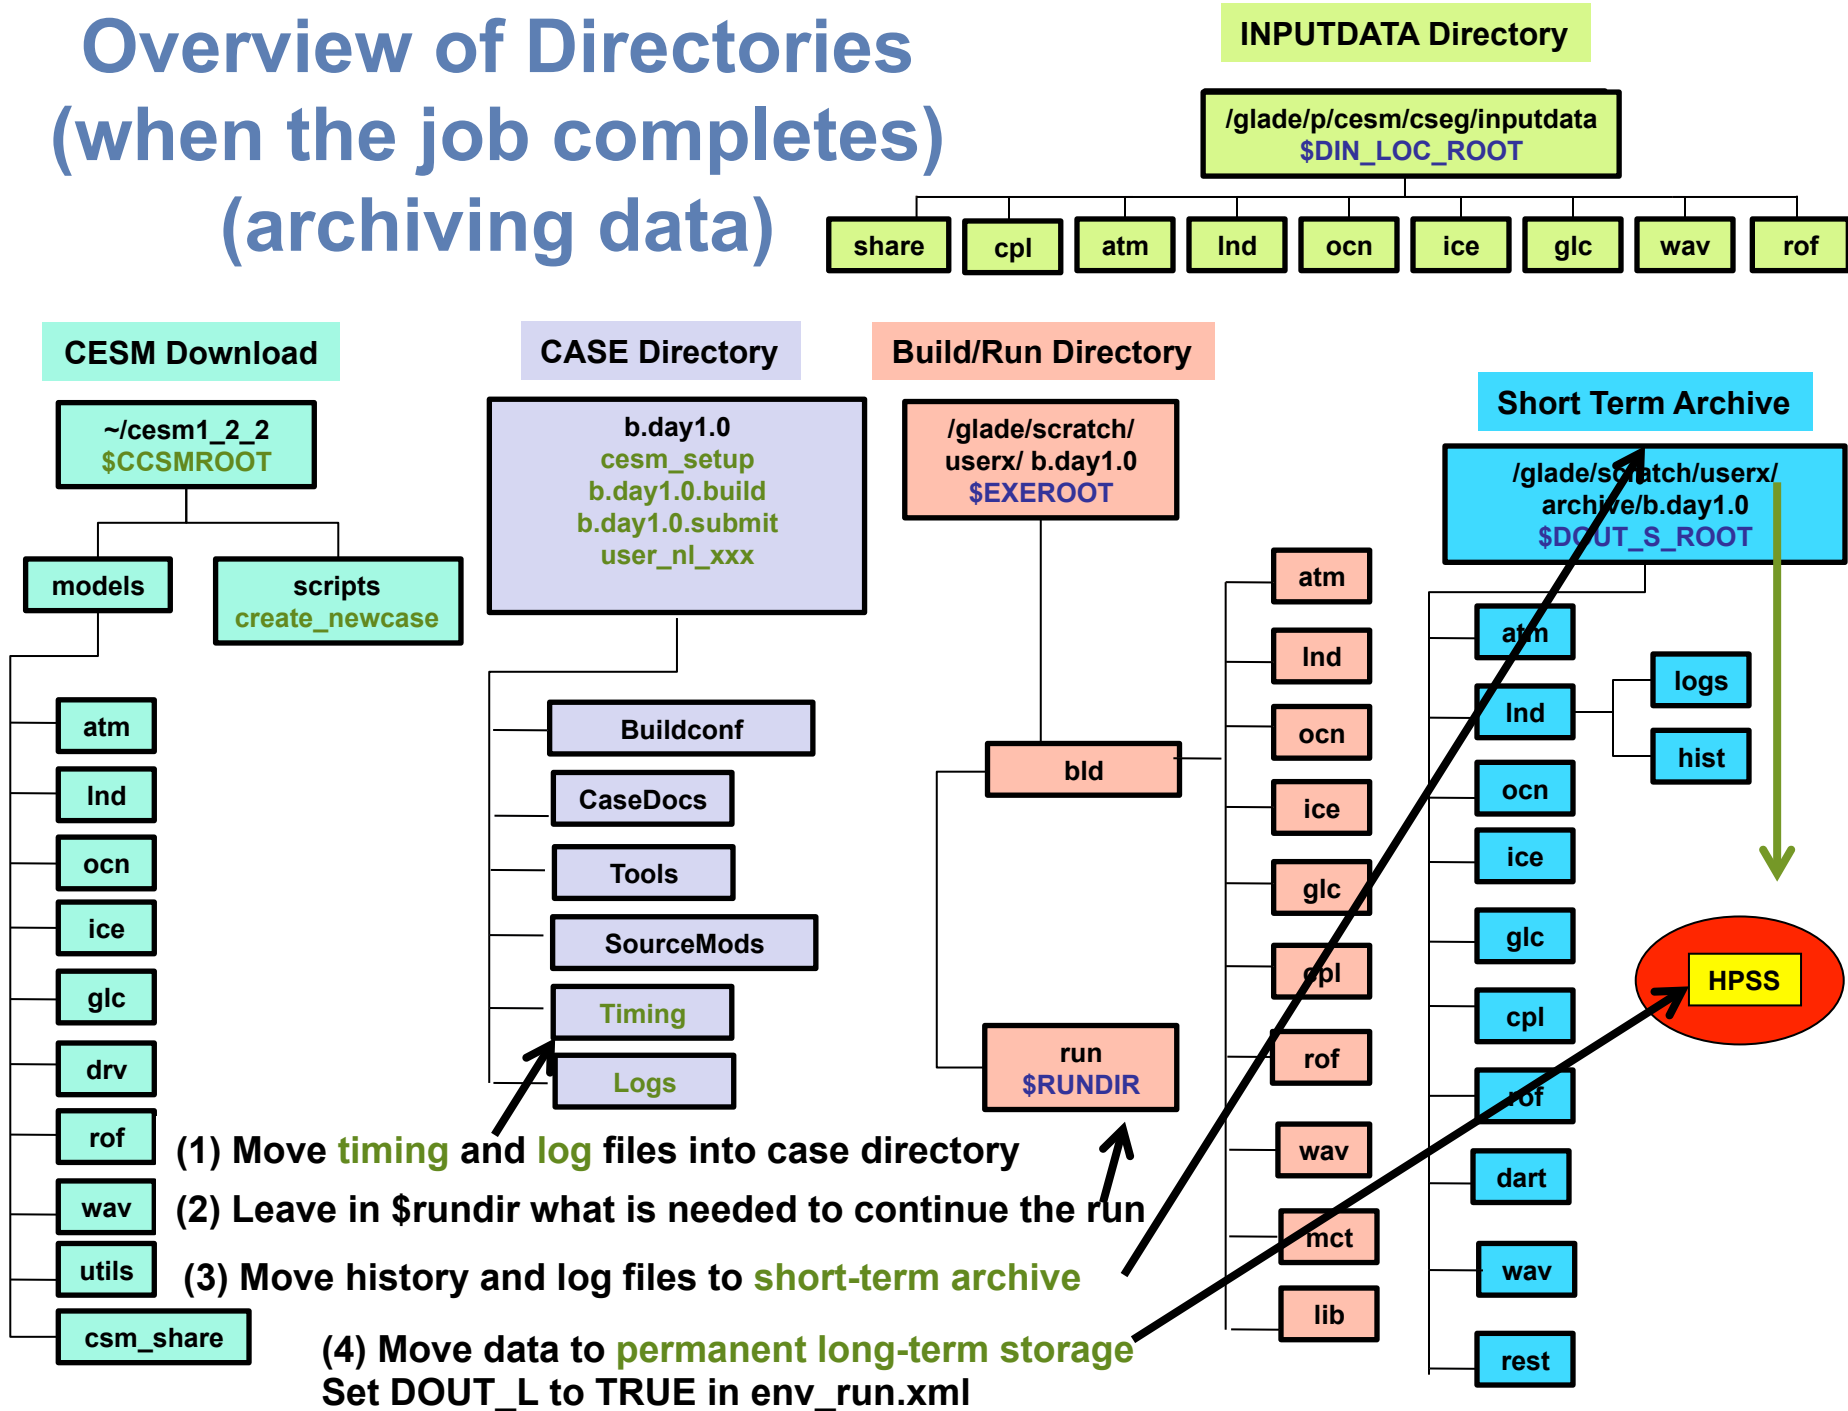 Overview of Directories
(when the job completes)
(archiving data)
INPUTDATA Directory
/glade/p/cesm/cseg/inputdata
$DIN_LOC_ROOT
share
cpl
atm
lnd
ocn
ice
glc
wav
rof
CESM Download
~/cesm1_2_2
$CCSMROOT
models
scripts
create_newcase
atm
lnd
ocn
ice
glc
drv
rof
wav
utils
csm_share
CASE Directory
b.day1.0
cesm_setup
b.day1.0.build
b.day1.0.submit
user_nl_xxx
Buildconf
CaseDocs
Tools
SourceMods
Timing
Logs
Build/Run Directory
/glade/scratch/
userx/ b.day1.0
$EXEROOT
bld
run
$RUNDIR
atm
lnd
ocn
ice
glc
cpl
rof
wav
mct
lib
Short Term Archive
/glade/scratch/userx/
archive/b.day1.0
$DOUT_S_ROOT
atm
lnd
logs
hist
ocn
ice
glc
cpl
rof
dart
wav
rest
HPSS
(1) Move timing and log files into case directory
(2) Leave in $rundir what is needed to continue the run
(3) Move history and log files to short-term archive
(4) Move data to permanent long-term storage
Set DOUT_L to TRUE in env_run.xml